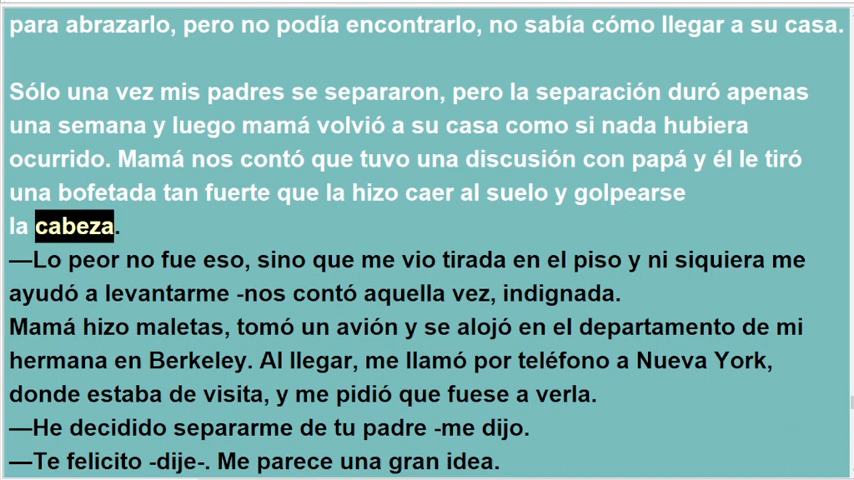 para abrazarlo, pero no podía encontrarlo, no sabía cómo llegar a su casa.
Sólo una vez mis padres se separaron, pero la separación duró apenas
una semana y luego mamá volvió a su casa como si nada hubiera
ocurrido. Mamá nos contó que tuvo una discusión con papá y él le tiró
una bofetada tan fuerte que la hizo caer al suelo y golpearse
la cabeza.
—Lo peor no fue eso, sino que me vio tirada en el piso y ni siquiera me
ayudó a levantarme -nos contó aquella vez, indignada.
Mamá hizo maletas, tomó un avión y se alojó en el departamento de mi
hermana en Berkeley. Al llegar, me llamó por teléfono a Nueva York,
donde estaba de visita, y me pidió que fuese a verla.
—He decidido separarme de tu padre -me dijo.
—Te felicito -dije-. Me parece una gran idea.